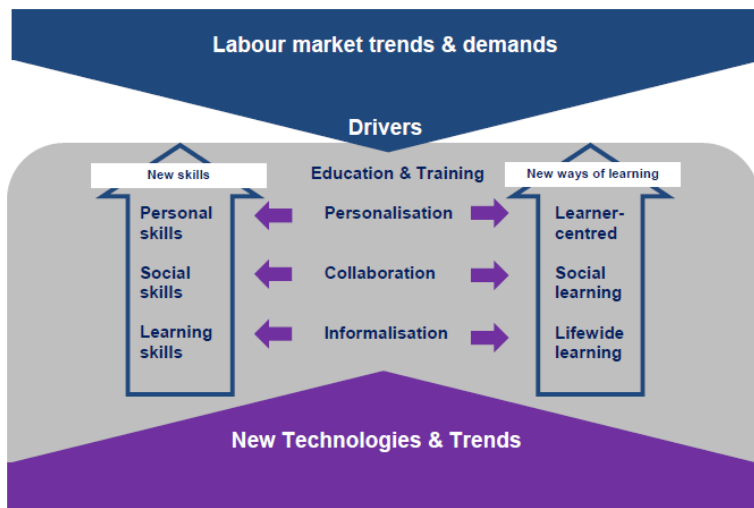 Labour market trends & demands
Drivers
New skills
Education & Training
New ways of learning
Personal
skills
Personalisation
Learner-
centred
Social
skills
Collaboration
Social
learning
Learning
skills
Informalisation
Lifewide
learning
New Technologies & Trends